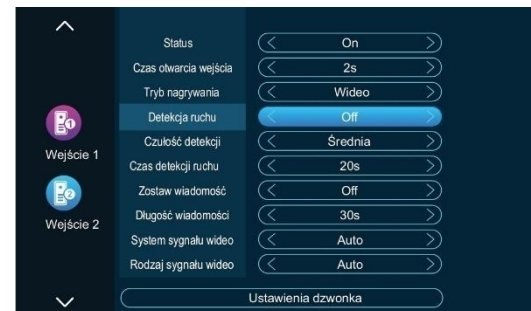 Status On
Czas otwarcia wejścia 2s
Tryb nagrywania Wideo
Detekcja ruchu Off
Czułość detekcji Średnia
Czas detekcji ruchu 20s
Zostaw wiadomość Off
Długość wiadomości 30s
System sygnału wideo Auto
Rodzaj sygnału wideo Auto
Ustawienia dzwonka
1
Wejście 1
2
Wejście 2